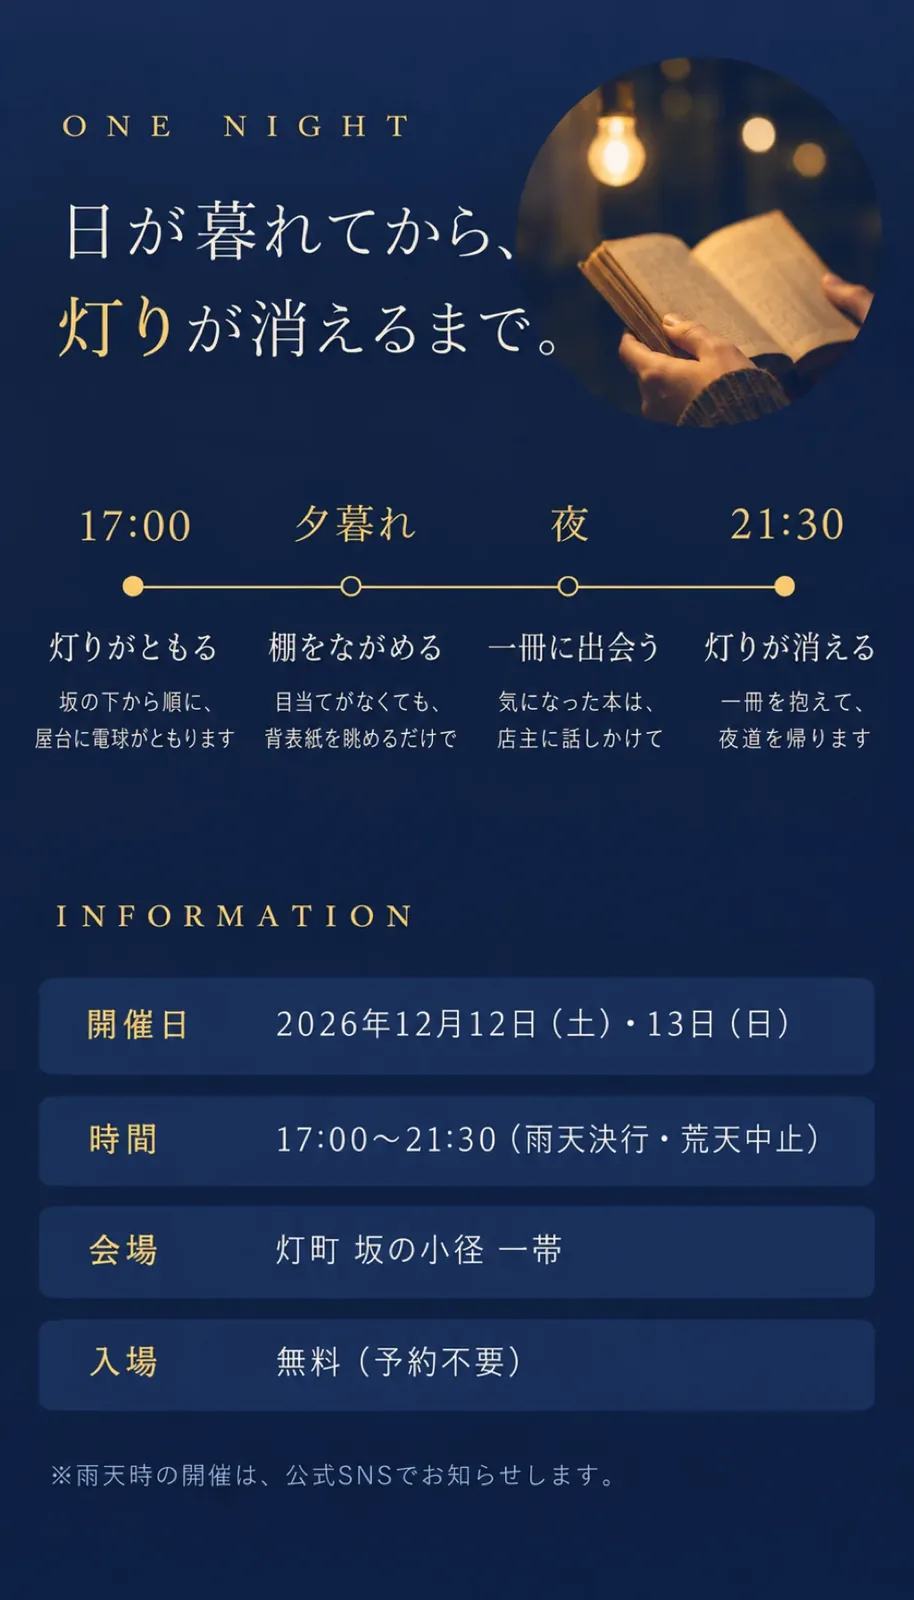 ONE NIGHT
日が暮れてから、
灯りが消えるまで。
17:00
夕暮れ
夜
21:30
灯りがともる
坂の下から順に、
屋台に電球がともります
棚をながめる
目当てがなくても、
背表紙を眺めるだけで
一冊に出会う
気になった本は、
店主に話しかけて
灯りが消える
一冊を抱えて、
夜道を帰ります
INFORMATION
開催日 2026年12月12日（土）・13日（日）
時間 17:00〜21:30（雨天決行・荒天中止）
会場 灯町 坂の小径 一帯
入場 無料（予約不要）
※雨天時の開催は、公式SNSでお知らせします。